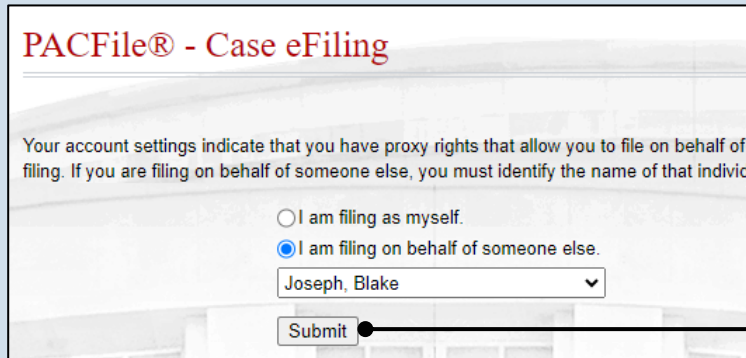 PACFile® - Case eFiling
Your account settings indicate that you have proxy rights that allow you to file on behalf of
filing. If you are filing on behalf of someone else, you must identify the name of that
I am filing as myself.
I am filing on behalf of someone else.
Joseph, Blake
Submit